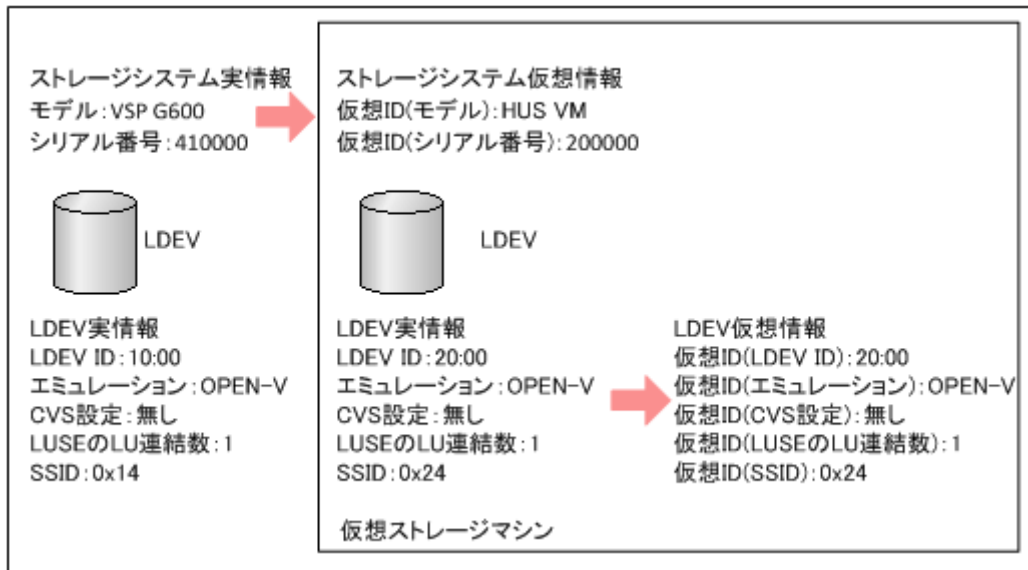 ストレージシステム実情報
モデル:VSP G600
シリアル番号:410000
LDEV
LDEV実情報
LDEV ID:10:00
エミュレーション:OPEN-V
CVS設定:無し
LUSEのLU連結数:1
SSID:0x14
ストレージシステム仮想情報
仮想ID(モデル):HUS VM
仮想ID(シリアル番号):200000
LDEV
LDEV実情報
LDEV ID:20:00
エミュレーション:OPEN-V
CVS設定:無し
LUSEのLU連結数:1
SSID:0x24
LDEV仮想情報
仮想ID(LDEV ID):20:00
仮想ID(エミュレーション):OPEN-V
仮想ID(CVS設定):無し
仮想ID(LUSEのLU連結数):1
仮想ID(SSID):0x24
仮想ストレージマシン